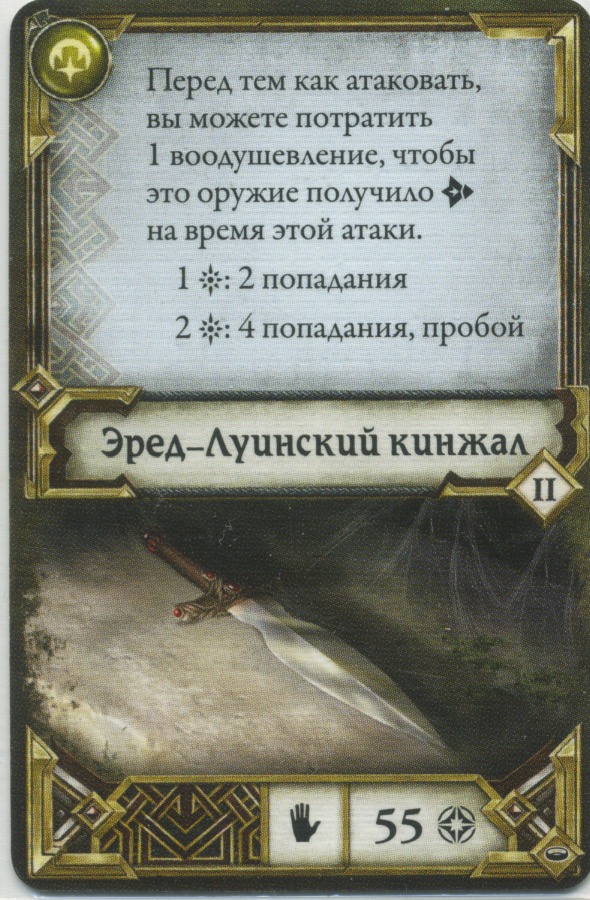 Перед тем как атаковать,
вы можете потратить
1 воодушевление, чтобы
это оружие получило
на время этой атаки.
1 : 2 попадания
2 : 4 попадания, пробой
Эред-Луинский кинжал
II
55